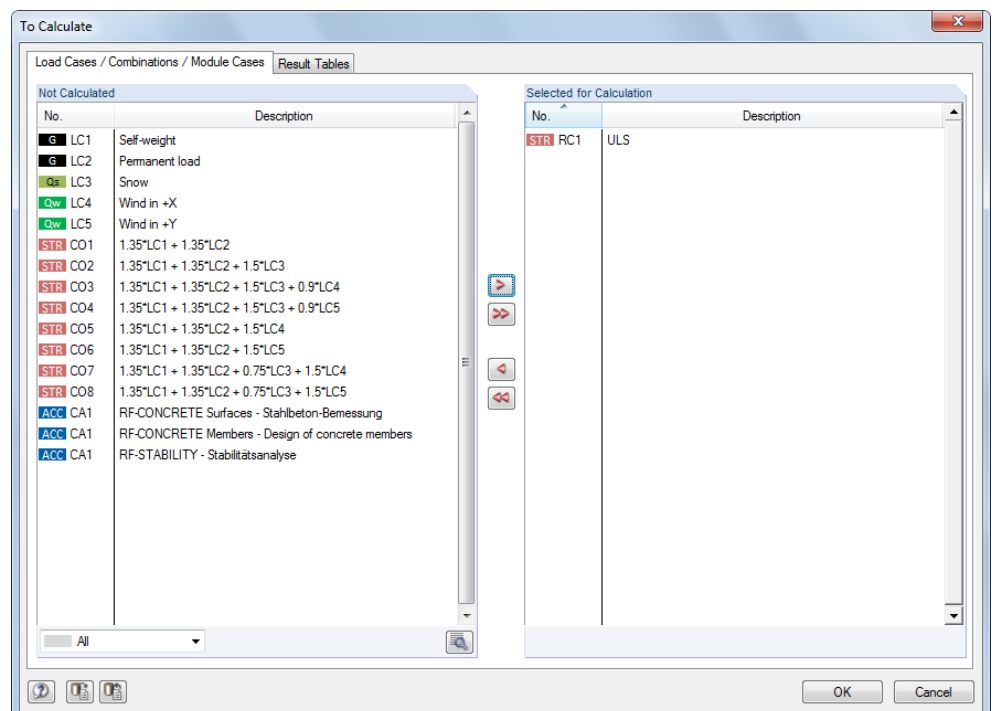 To Calculate
Load Cases / Combinations / Module Cases Result Tables
Not Calculated
No. Description
G LC1 Self-weight
G LC2 Permanent load
Qs LC3 Snow
Qw LC4 Wind in +X
Qw LC5 Wind in +Y
STR CO1 1.35*LC1 + 1.35*LC2
STR CO2 1.35*LC1 + 1.35*LC2 + 1.5*LC3
STR CO3 1.35*LC1 + 1.35*LC2 + 1.5*LC3 + 0.9*LC4
STR CO4 1.35*LC1 + 1.35*LC2 + 1.5*LC3 + 0.9*LC5
STR CO5 1.35*LC1 + 1.35*LC2 + 1.5*LC4
STR CO6 1.35*LC1 + 1.35*LC2 + 1.5*LC5
STR CO7 1.35*LC1 + 1.35*LC2 + 0.75*LC3 + 1.5*LC4
STR CO8 1.35*LC1 + 1.35*LC2 + 0.75*LC3 + 1.5*LC5
ACC CA1 RF-CONCRETE Surfaces - Stahlbeton-Bemessung
ACC CA1 RF-CONCRETE Members - Design of concrete members
ACC CA1 RF-STABILITY - Stabilitätsanalyse
All
Selected for Calculation
No. Description
STR RC1 ULS
OK Cancel